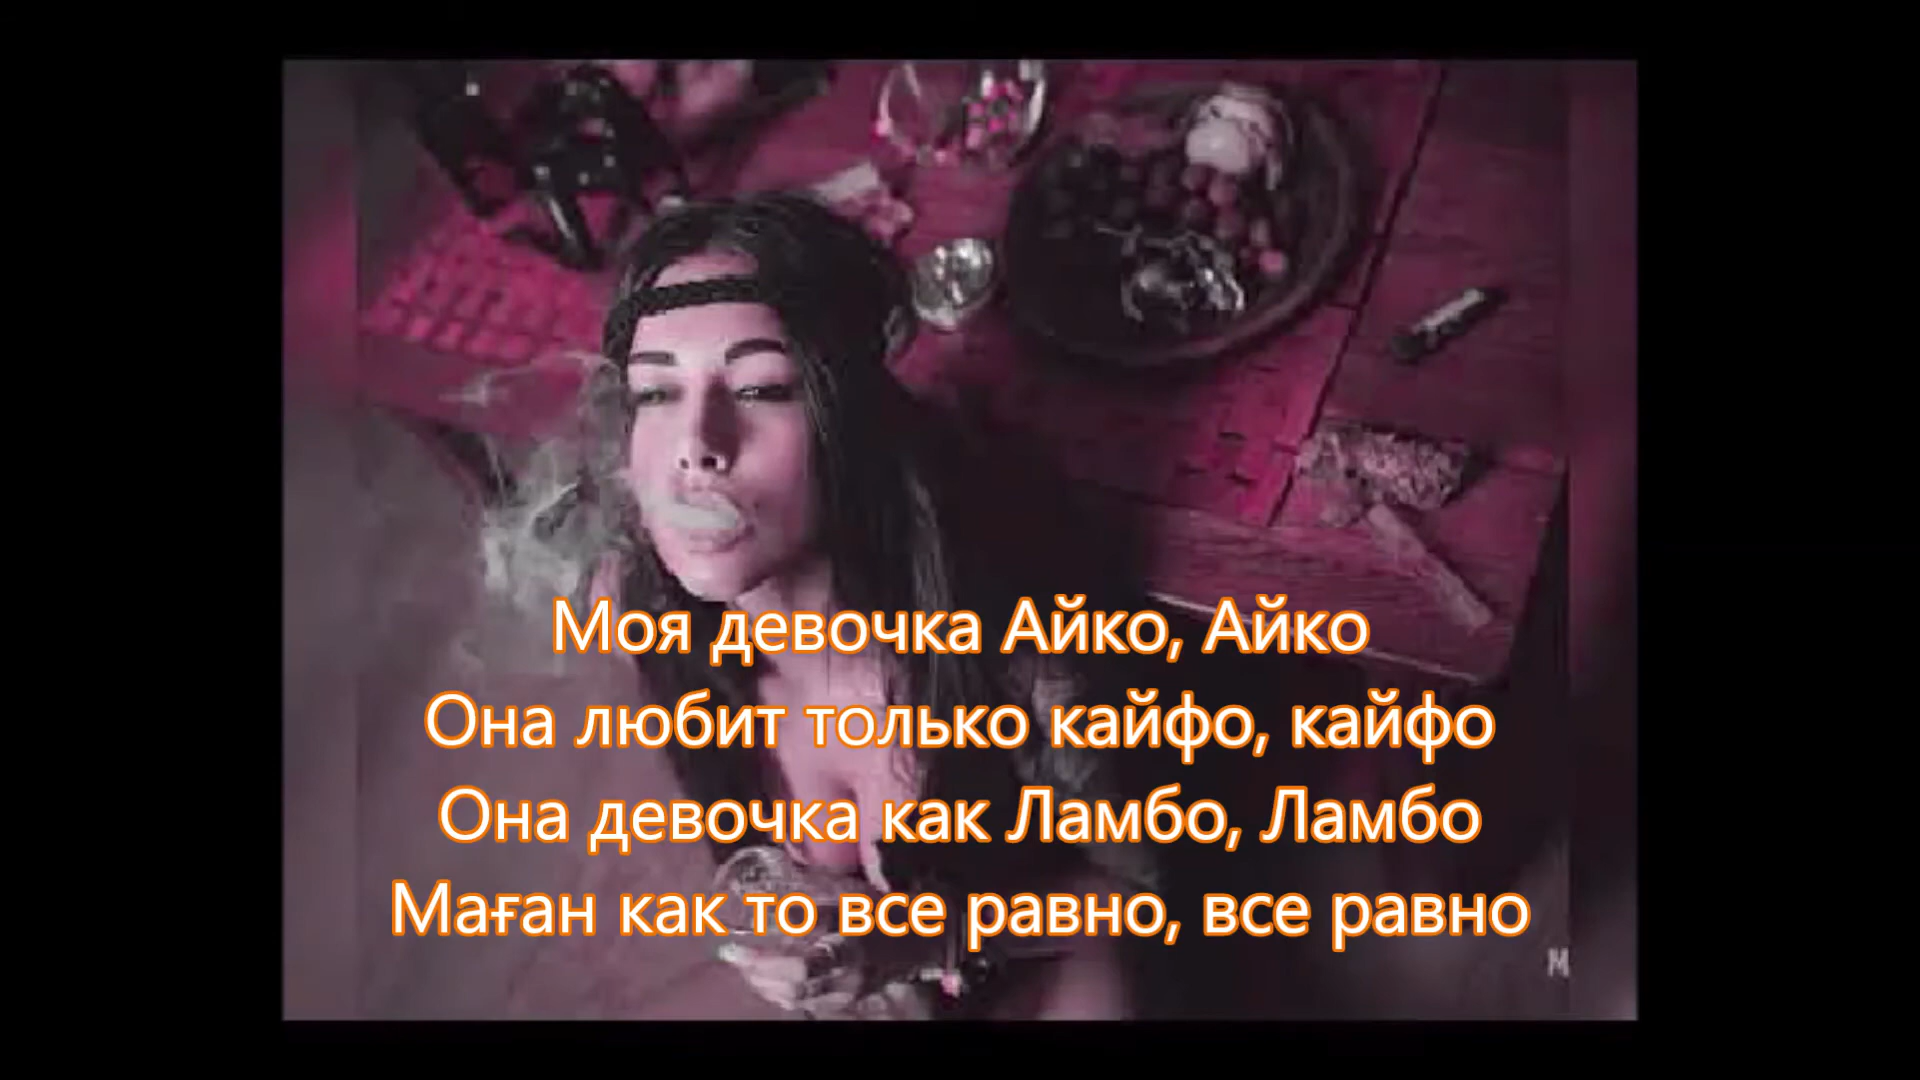 Моя девочка Айко, Айко
Она любит только кайфо, кайфо
Она девочка как Ламбо, Ламбо
Маған как то все равно, все равно
M